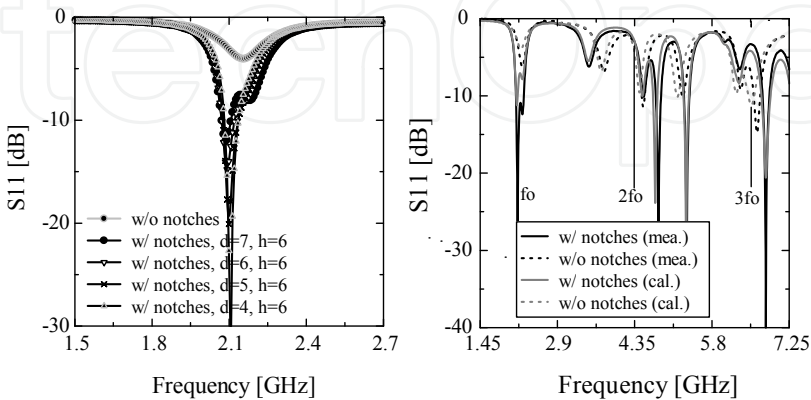 techOpe
0
-10
-20
-30
S11 [dB]
w/o notches
w/ notches, d=7, h=6
w/ notches, d=6, h=6
w/ notches, d=5, h=6
w/ notches, d=4, h=6
1.5 1.8 2.1 2.4 2.7
Frequency [GHz]
0
-10
-20
-30
-40
S11 [dB]
fo
2fo
3fo
w/ notches (mea.)
w/o notches (mea.)
w/ notches (cal.)
w/o notches (cal.)
1.45 2.9 4.35 5.8 7.25
Frequency [GHz]